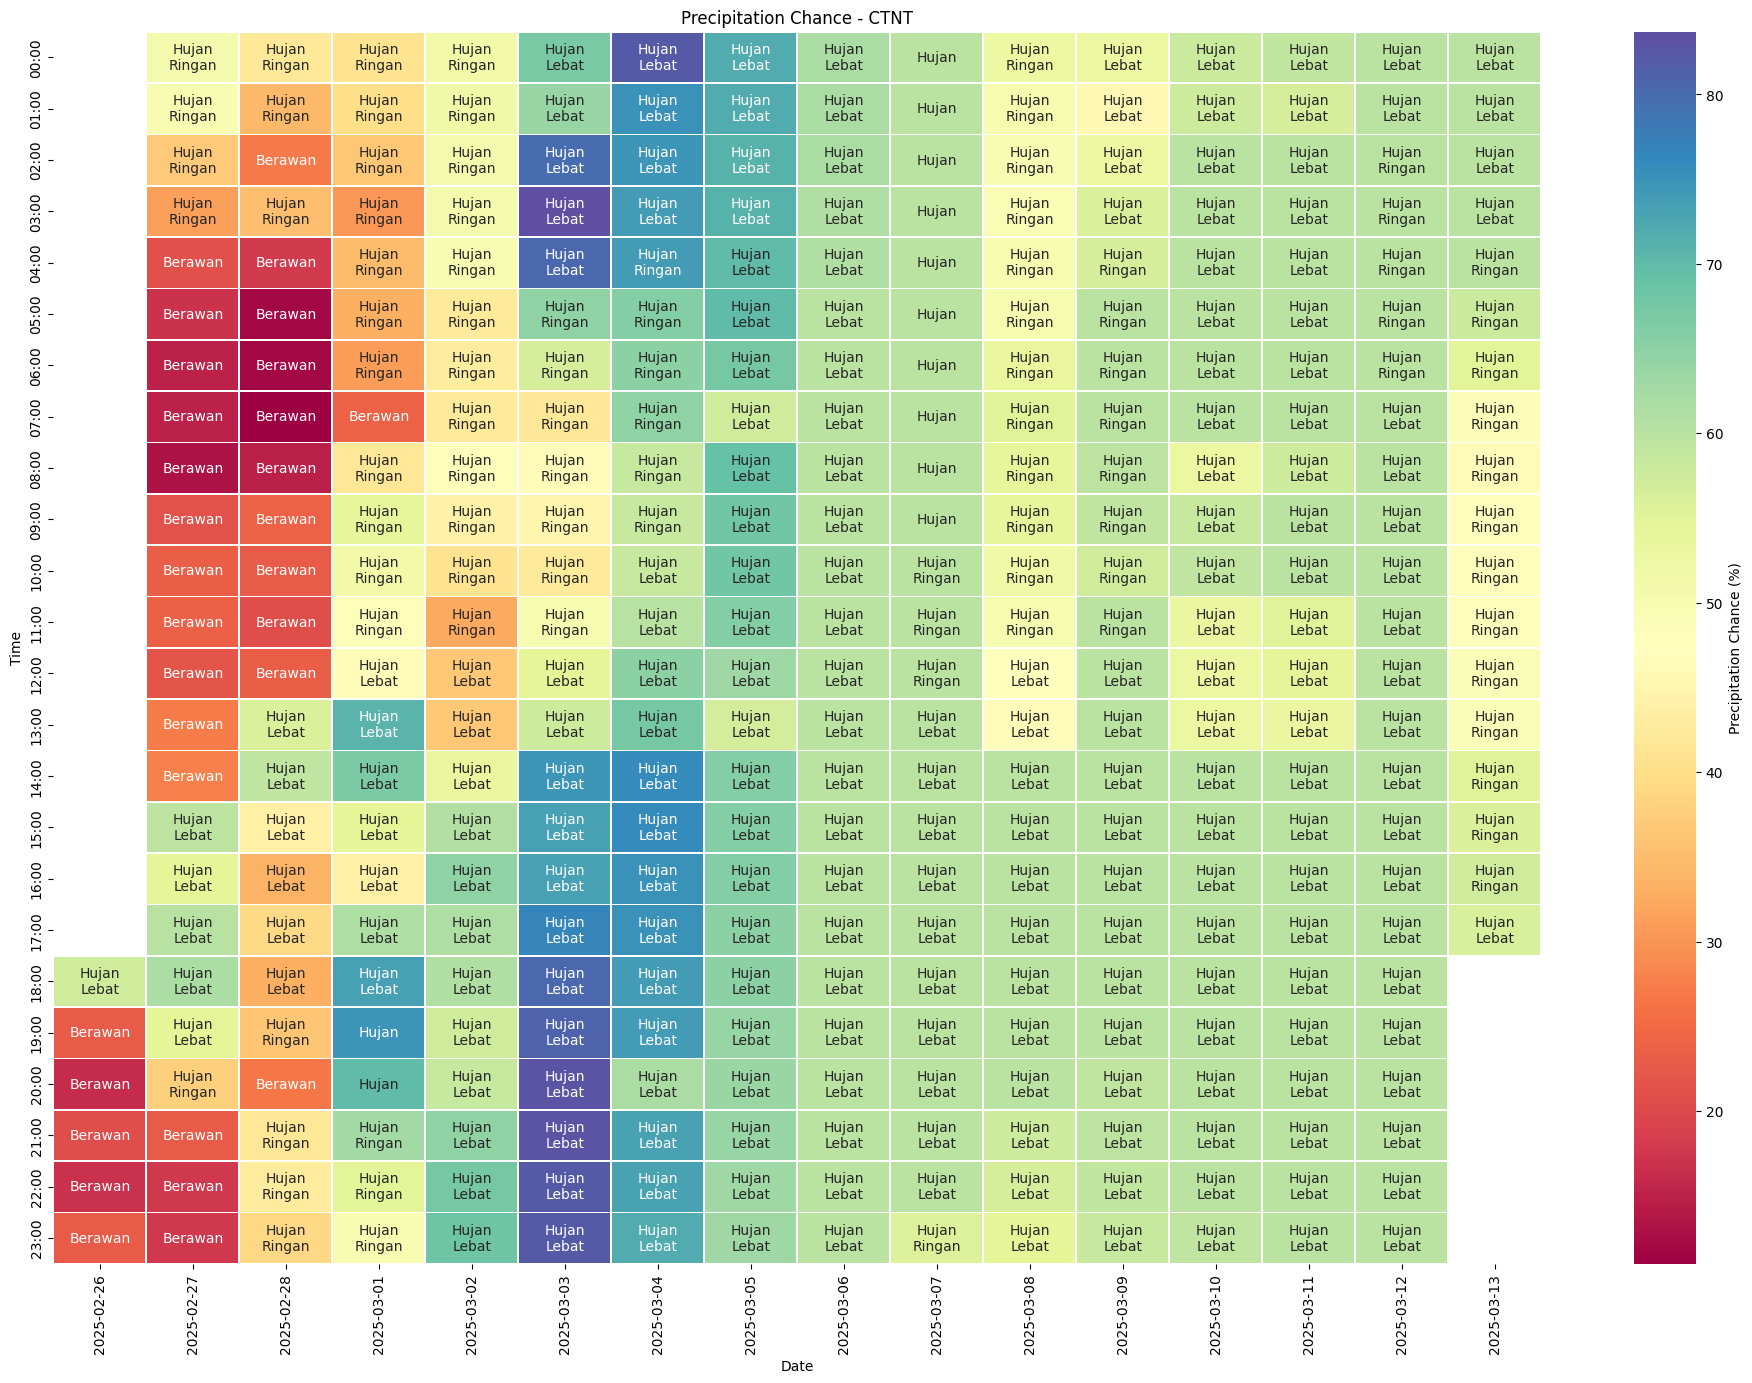 Precipitation Chance - CTNT
00:00 Hujan Ringan Hujan Ringan Hujan Ringan Hujan Ringan Hujan Lebat Hujan Lebat Hujan Lebat Hujan Lebat Hujan Hujan Ringan Hujan Lebat Hujan Lebat Hujan Lebat Hujan Lebat Hujan Lebat
01:00 Hujan Ringan Hujan Ringan Hujan Ringan Hujan Ringan Hujan Lebat Hujan Lebat Hujan Lebat Hujan Lebat Hujan Hujan Ringan Hujan Lebat Hujan Lebat Hujan Lebat Hujan Lebat Hujan Lebat
02:00 Hujan Ringan Berawan Hujan Ringan Hujan Ringan Hujan Lebat Hujan Lebat Hujan Lebat Hujan Lebat Hujan Hujan Ringan Hujan Lebat Hujan Lebat Hujan Lebat Hujan Ringan Hujan Lebat
03:00 Hujan Ringan Hujan Ringan Hujan Ringan Hujan Ringan Hujan Lebat Hujan Lebat Hujan Lebat Hujan Lebat Hujan Hujan Ringan Hujan Lebat Hujan Lebat Hujan Lebat Hujan Ringan Hujan Lebat
04:00 Berawan Berawan Hujan Ringan Hujan Ringan Hujan Lebat Hujan Ringan Hujan Lebat Hujan Lebat Hujan Hujan Ringan Hujan Ringan Hujan Lebat Hujan Lebat Hujan Ringan Hujan Ringan
05:00 Berawan Berawan Hujan Ringan Hujan Ringan Hujan Ringan Hujan Ringan Hujan Lebat Hujan Lebat Hujan Hujan Ringan Hujan Ringan Hujan Lebat Hujan Lebat Hujan Ringan Hujan Ringan
06:00 Berawan Berawan Hujan Ringan Hujan Ringan Hujan Ringan Hujan Ringan Hujan Lebat Hujan Lebat Hujan Hujan Ringan Hujan Ringan Hujan Lebat Hujan Lebat Hujan Ringan Hujan Ringan
07:00 Berawan Berawan Berawan Hujan Ringan Hujan Ringan Hujan Ringan Hujan Lebat Hujan Lebat Hujan Hujan Ringan Hujan Ringan Hujan Lebat Hujan Lebat Hujan Lebat Hujan Ringan
08:00 Berawan Berawan Hujan Ringan Hujan Ringan Hujan Ringan Hujan Ringan Hujan Lebat Hujan Lebat Hujan Hujan Ringan Hujan Ringan Hujan Lebat Hujan Lebat Hujan Lebat Hujan Ringan
09:00 Berawan Berawan Hujan Ringan Hujan Ringan Hujan Ringan Hujan Ringan Hujan Lebat Hujan Lebat Hujan Hujan Ringan Hujan Ringan Hujan Lebat Hujan Lebat Hujan Lebat Hujan Ringan
10:00 Berawan Berawan Hujan Ringan Hujan Ringan Hujan Ringan Hujan Lebat Hujan Lebat Hujan Lebat Hujan Ringan Hujan Ringan Hujan Ringan Hujan Lebat Hujan Lebat Hujan Lebat Hujan Ringan
11:00 Berawan Berawan Hujan Ringan Hujan Ringan Hujan Ringan Hujan Lebat Hujan Lebat Hujan Lebat Hujan Ringan Hujan Ringan Hujan Ringan Hujan Lebat Hujan Lebat Hujan Lebat Hujan Ringan
12:00 Berawan Berawan Hujan Lebat Hujan Lebat Hujan Lebat Hujan Lebat Hujan Lebat Hujan Lebat Hujan Ringan Hujan Lebat Hujan Lebat Hujan Lebat Hujan Lebat Hujan Lebat Hujan Ringan
13:00 Berawan Hujan Lebat Hujan Lebat Hujan Lebat Hujan Lebat Hujan Lebat Hujan Lebat Hujan Lebat Hujan Lebat Hujan Lebat Hujan Lebat Hujan Lebat Hujan Lebat Hujan Lebat Hujan Ringan
14:00 Berawan Hujan Lebat Hujan Lebat Hujan Lebat Hujan Lebat Hujan Lebat Hujan Lebat Hujan Lebat Hujan Lebat Hujan Lebat Hujan Lebat Hujan Lebat Hujan Lebat Hujan Lebat Hujan Ringan
15:00 Hujan Lebat Hujan Lebat Hujan Lebat Hujan Lebat Hujan Lebat Hujan Lebat Hujan Lebat Hujan Lebat Hujan Lebat Hujan Lebat Hujan Lebat Hujan Lebat Hujan Lebat Hujan Lebat Hujan Ringan
16:00 Hujan Lebat Hujan Lebat Hujan Lebat Hujan Lebat Hujan Lebat Hujan Lebat Hujan Lebat Hujan Lebat Hujan Lebat Hujan Lebat Hujan Lebat Hujan Lebat Hujan Lebat Hujan Lebat Hujan Ringan
17:00 Hujan Lebat Hujan Lebat Hujan Lebat Hujan Lebat Hujan Lebat Hujan Lebat Hujan Lebat Hujan Lebat Hujan Lebat Hujan Lebat Hujan Lebat Hujan Lebat Hujan Lebat Hujan Lebat Hujan Lebat
18:00 Hujan Lebat Hujan Lebat Hujan Lebat Hujan Lebat Hujan Lebat Hujan Lebat Hujan Lebat Hujan Lebat Hujan Lebat Hujan Lebat Hujan Lebat Hujan Lebat Hujan Lebat Hujan Lebat Hujan Lebat
19:00 Berawan Hujan Lebat Hujan Ringan Hujan Hujan Lebat Hujan Lebat Hujan Lebat Hujan Lebat Hujan Lebat Hujan Lebat Hujan Lebat Hujan Lebat Hujan Lebat Hujan Lebat Hujan Lebat
20:00 Berawan Hujan Ringan Berawan Hujan Hujan Lebat Hujan Lebat Hujan Lebat Hujan Lebat Hujan Lebat Hujan Lebat Hujan Lebat Hujan Lebat Hujan Lebat Hujan Lebat Hujan Lebat
21:00 Berawan Berawan Hujan Ringan Hujan Ringan Hujan Lebat Hujan Lebat Hujan Lebat Hujan Lebat Hujan Lebat Hujan Lebat Hujan Lebat Hujan Lebat Hujan Lebat Hujan Lebat Hujan Lebat
22:00 Berawan Berawan Hujan Ringan Hujan Ringan Hujan Lebat Hujan Lebat Hujan Lebat Hujan Lebat Hujan Lebat Hujan Lebat Hujan Lebat Hujan Lebat Hujan Lebat Hujan Lebat Hujan Lebat
23:00 Berawan Berawan Hujan Ringan Hujan Ringan Hujan Lebat Hujan Lebat Hujan Lebat Hujan Lebat Hujan Lebat Hujan Ringan Hujan Lebat Hujan Lebat Hujan Lebat Hujan Lebat Hujan Lebat
Time
2025-02-26
2025-02-27
2025-02-28
2025-03-01
2025-03-02
2025-03-03
2025-03-04
2025-03-05
2025-03-06
2025-03-07
2025-03-08
2025-03-09
2025-03-10
2025-03-11
2025-03-12
2025-03-13
Date
80
70
60
50
40
30
20
Precipitation Chance (%)